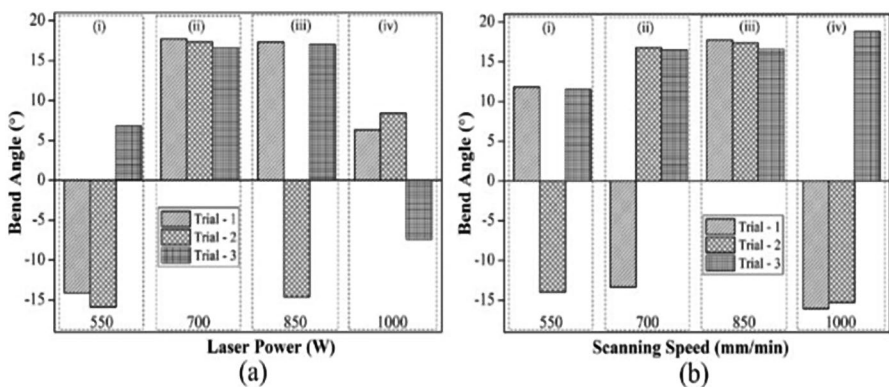 (i) (ii) (iii) (iv)
20
15
10
5
0
-5
-10
-15
Bend Angle (°)
Trial - 1
Trial - 2
Trial - 3
550 700 850 1000
Laser Power (W)
(a)
(i) (ii) (iii) (iv)
20
15
10
5
0
-5
-10
-15
Bend Angle (°)
Trial - 1
Trial - 2
Trial - 3
550 700 850 1000
Scanning Speed (mm/min)
(b)